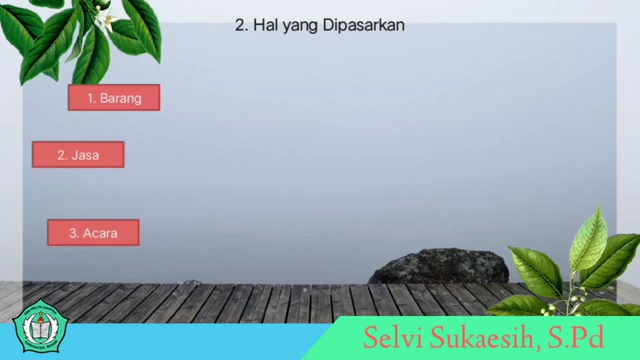 2. Hal yang Dipasarkan
1. Barang
2. Jasa
3. Acara
Selvi Sukaesih, S.Pd